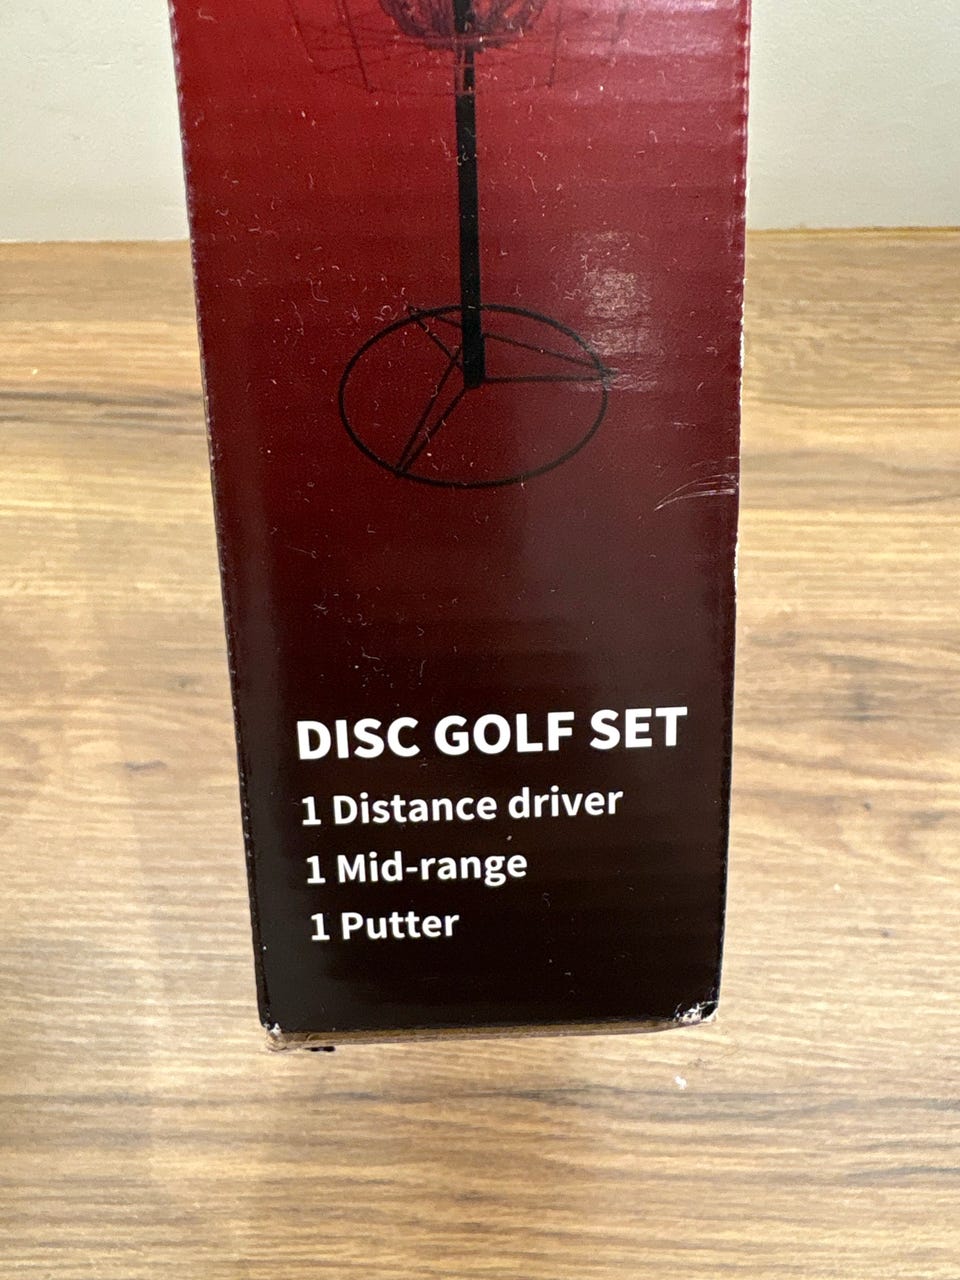 DISC GOLF SET
1 Distance driver
1 Mid-range
1 Putter